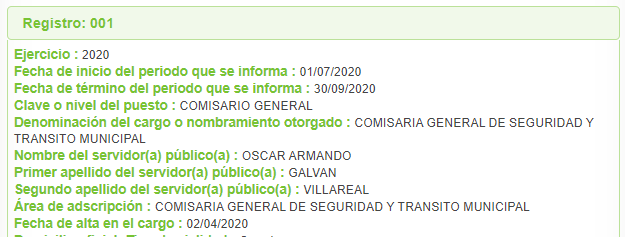 Registro: 001
Ejercicio : 2020
Fecha de inicio del periodo que se informa : 01/07/2020
Fecha de término del periodo que se informa : 30/09/2020
Clave o nivel del puesto : COMISARIO GENERAL
Denominación del cargo o nombramiento otorgado : COMISARIA GENERAL DE SEGURIDAD Y
TRANSITO MUNICIPAL
Nombre del servidor(a) público(a) : OSCAR ARMANDO
Primer apellido del servidor(a) público(a) : GALVAN
Segundo apellido del servidor(a) público(a) : VILLAREAL
Área de adscripción : COMISARIA GENERAL DE SEGURIDAD Y TRANSITO MUNICIPAL
Fecha de alta en el cargo : 02/04/2020